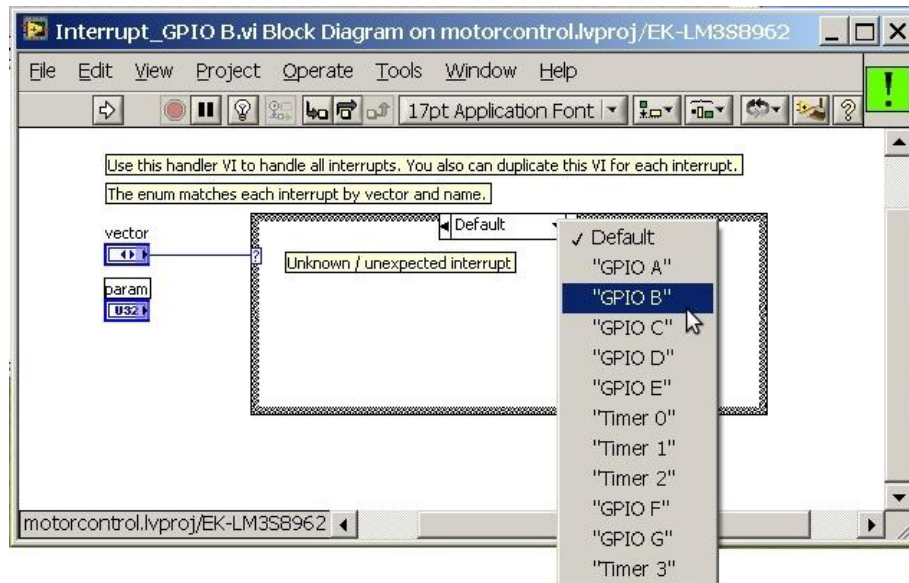 Interrupt_GPIO B.vi Block Diagram on motorcontrol.lvproj/EK-LM3S8962
File Edit View Project Operate Tools Window Help
17pt Application Font
Use this handler VI to handle all interrupts. You also can duplicate this VI for each interrupt.
The enum matches each interrupt by vector and name.
vector
param
U32
?
Default
Unknown / unexpected interrupt
✓ Default
"GPIO A"
"GPIO B"
"GPIO C"
"GPIO D"
"GPIO E"
"Timer 0"
"Timer 1"
"Timer 2"
"GPIO F"
"GPIO G"
"Timer 3"
motorcontrol.lvproj/EK-LM3S8962